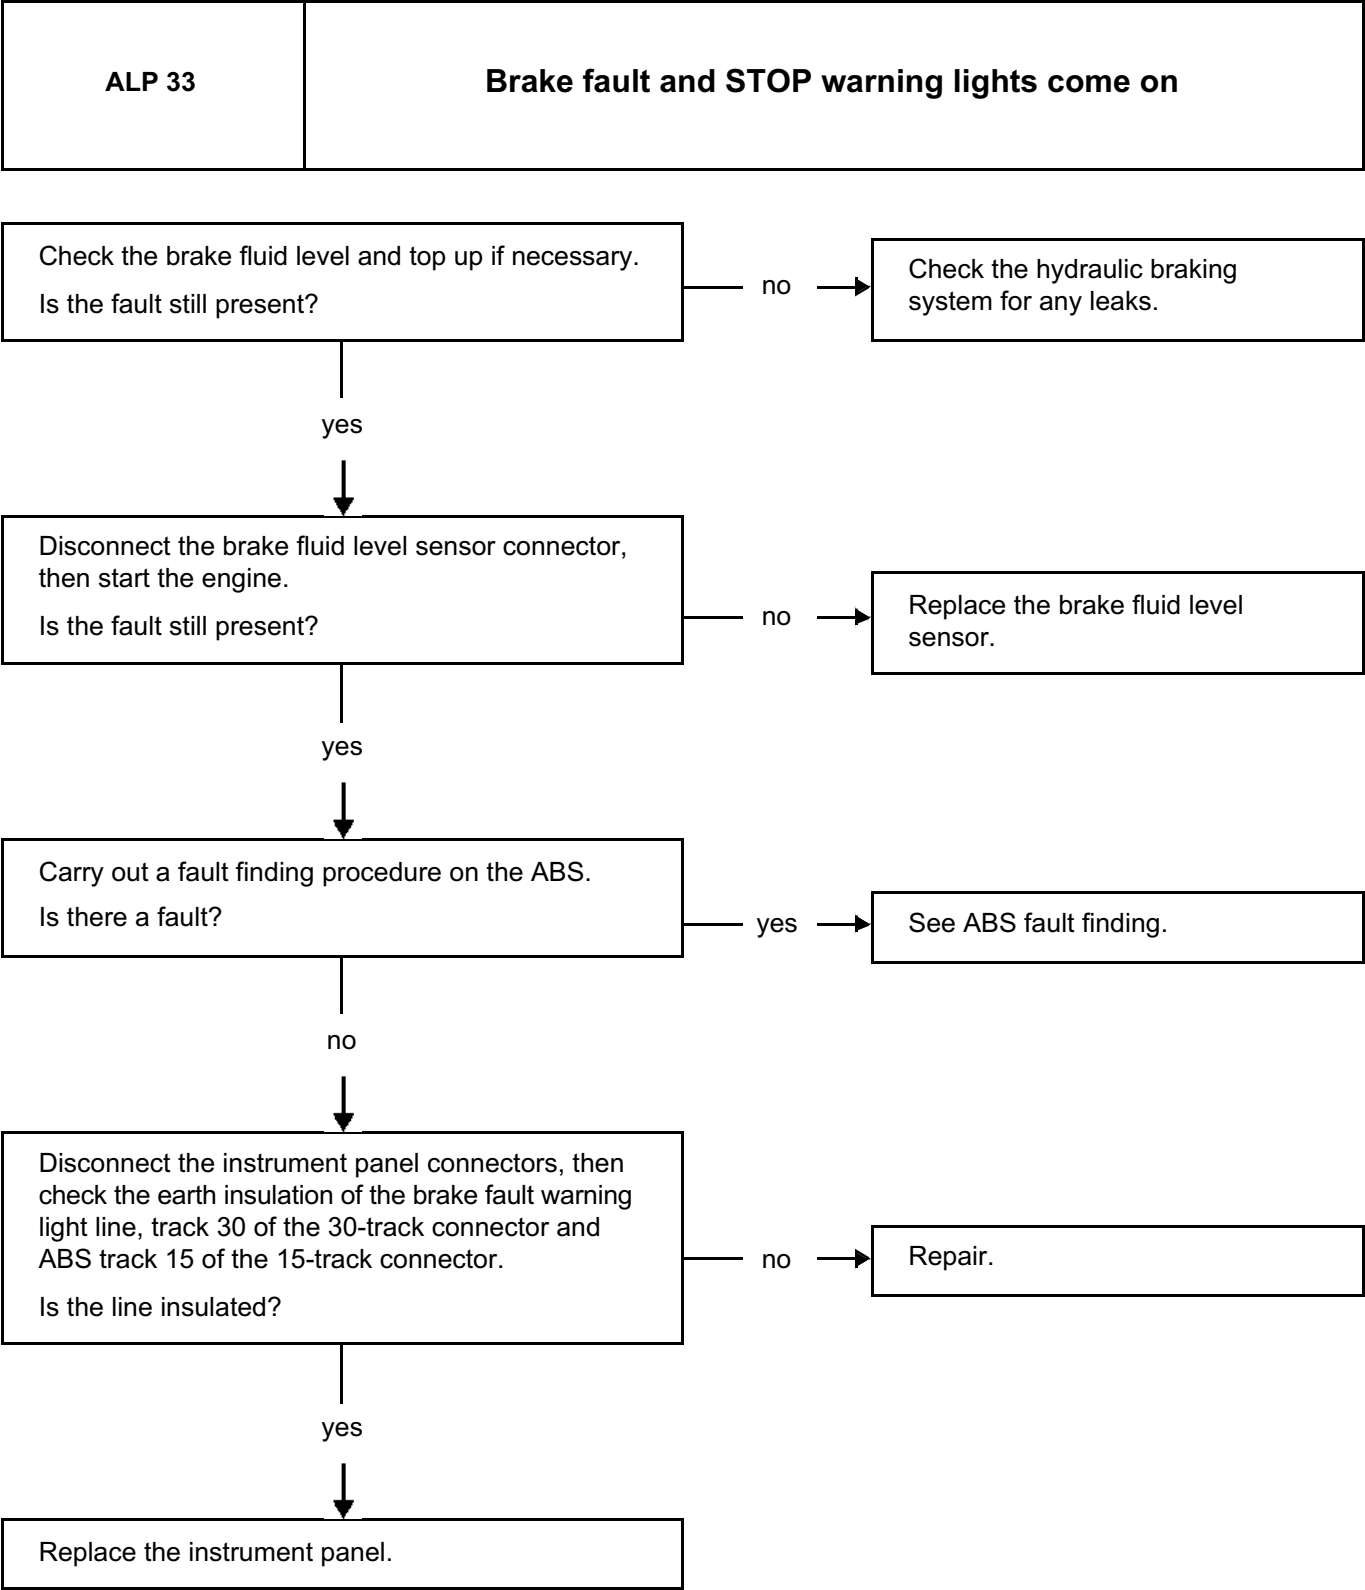 ALP 33
Brake fault and STOP warning lights come on
Check the brake fluid level and top up if necessary.
Is the fault still present?
no
Check the hydraulic braking
system for any leaks.
yes
Disconnect the brake fluid level sensor connector,
then start the engine.
Is the fault still present?
no
Replace the brake fluid level
sensor.
yes
Carry out a fault finding procedure on the ABS.
Is there a fault?
yes
See ABS fault finding.
no
Disconnect the instrument panel connectors, then
check the earth insulation of the brake fault warning
light line, track 30 of the 30-track connector and
ABS track 15 of the 15-track connector.
Is the line insulated?
no
Repair.
yes
Replace the instrument panel.